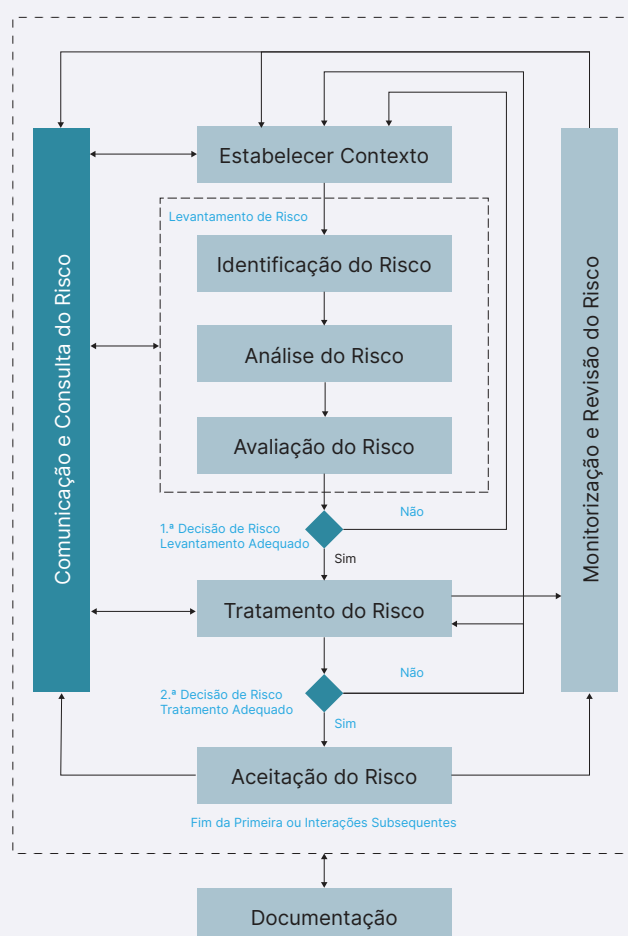 Estabelecer Contexto
Levantamento de Risco
Identificação do Risco
Análise do Risco
Avaliação do Risco
Comunicação e Consulta do Risco
Monitorização e Revisão do Risco
1.ª Decisão de Risco
Levantamento Adequado
Não
Sim
Tratamento do Risco
2.ª Decisão de Risco
Tratamento Adequado
Não
Sim
Aceitação do Risco
Fim da Primeira ou Interações Subsequentes
Documentação